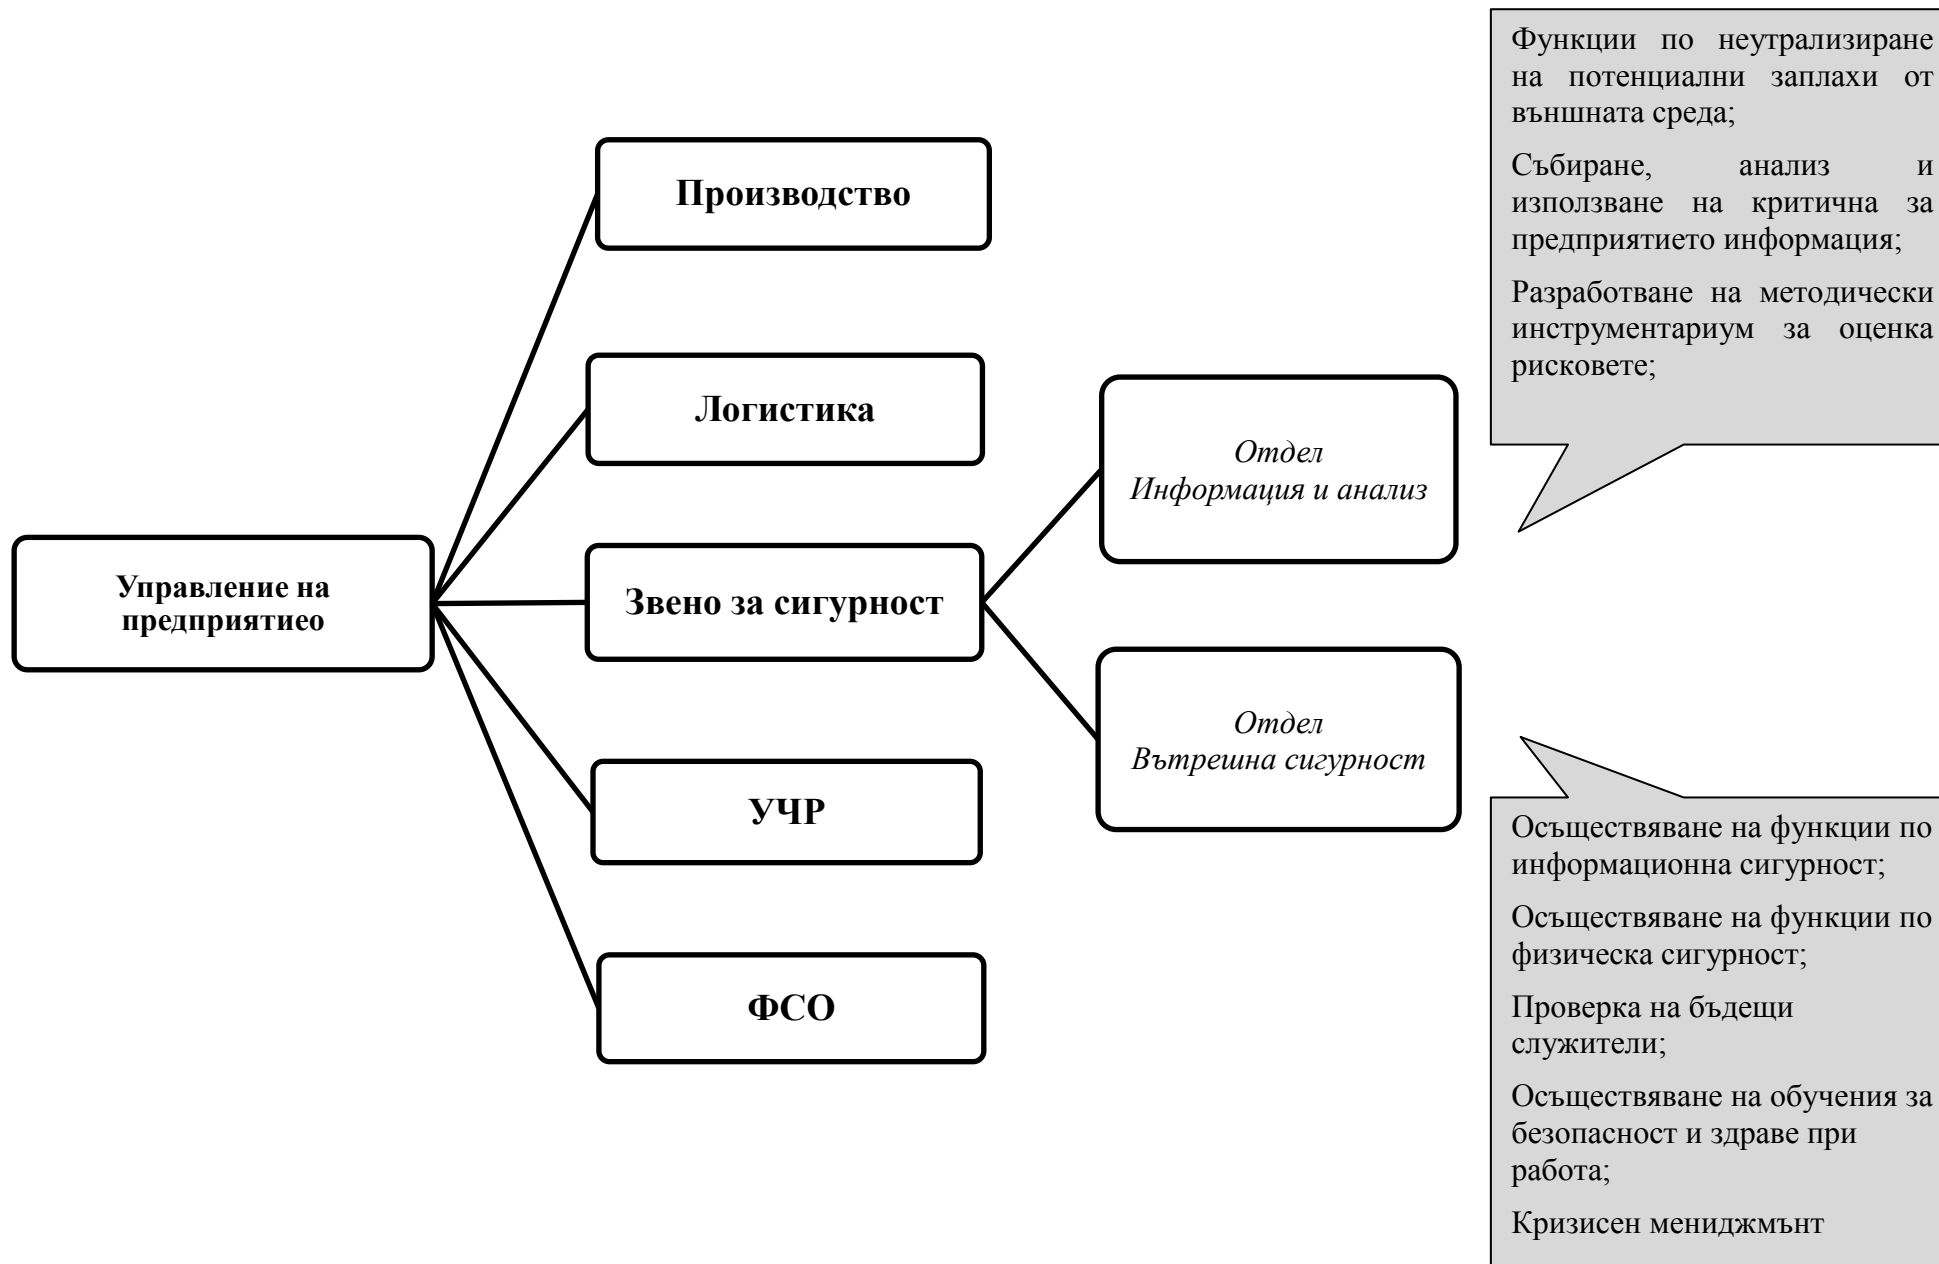 Функции по неутрализиране
на потенциални заплахи от
външната среда;
Събиране, анализ и
използване на критична за
предприятието информация;
Разработване на методически
инструментариум за оценка
рисковете;
Производство
Логистика
Отдел
Информация и анализ
Управление на
предприятиео
Звено за сигурност
Отдел
Вътрешна сигурност
УЧР
ФСО
Осъществяване на функции по
информационна сигурност;
Осъществяване на функции по
физическа сигурност;
Проверка на бъдещи
служители;
Осъществяване на обучения за
безопасност и здраве при
работа;
Кризисен мениджмънт